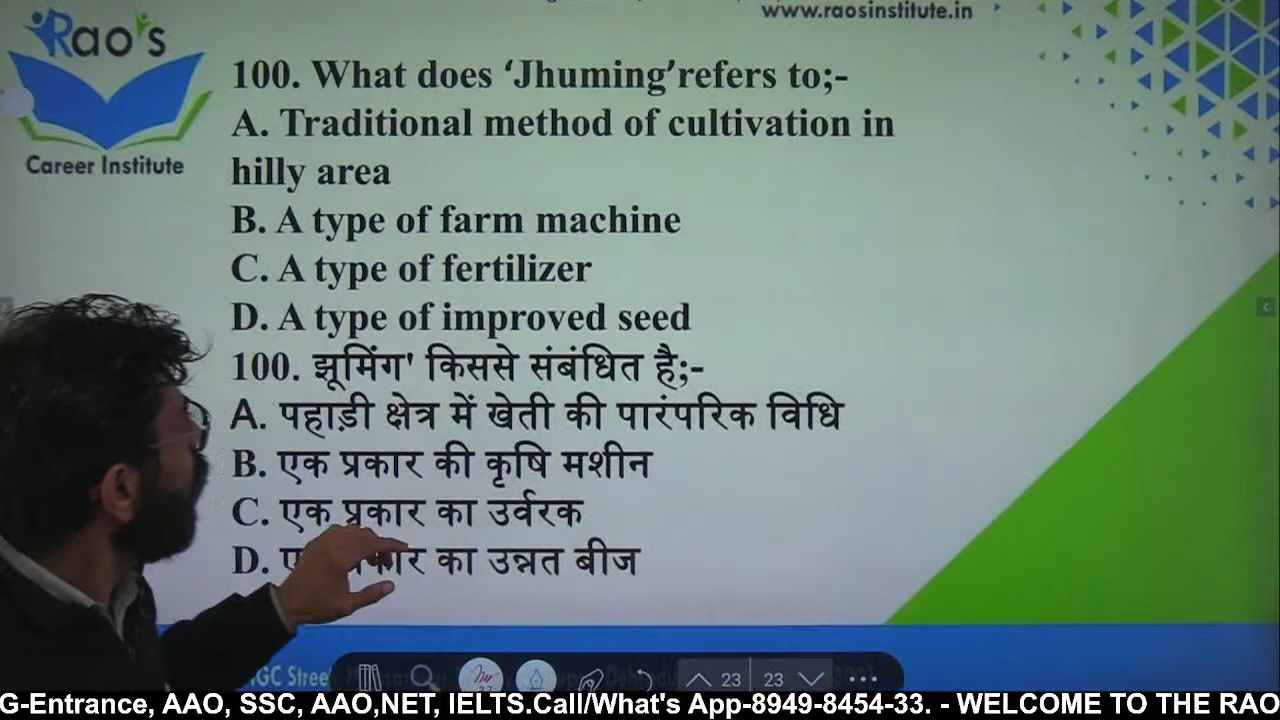 www.raosinstitute.in
Rao's
Career Institute
100. What does ‘Jhuming’refers to;-
A. Traditional method of cultivation in
hilly area
B. A type of farm machine
C. A type of fertilizer
D. A type of improved seed
100. झूमिंग' किससे संबंधित है;-
A. पहाड़ी क्षेत्र में खेती की पारंपरिक विधि
B. एक प्रकार की कृषि मशीन
C. एक प्रकार का उर्वरक
D. का उन्नत बीज
23 23
G-Entrance, AAO, SSC, AAO,NET, IELTS.Call/What's App-8949-8454-33. - WELCOME TO THE RAO